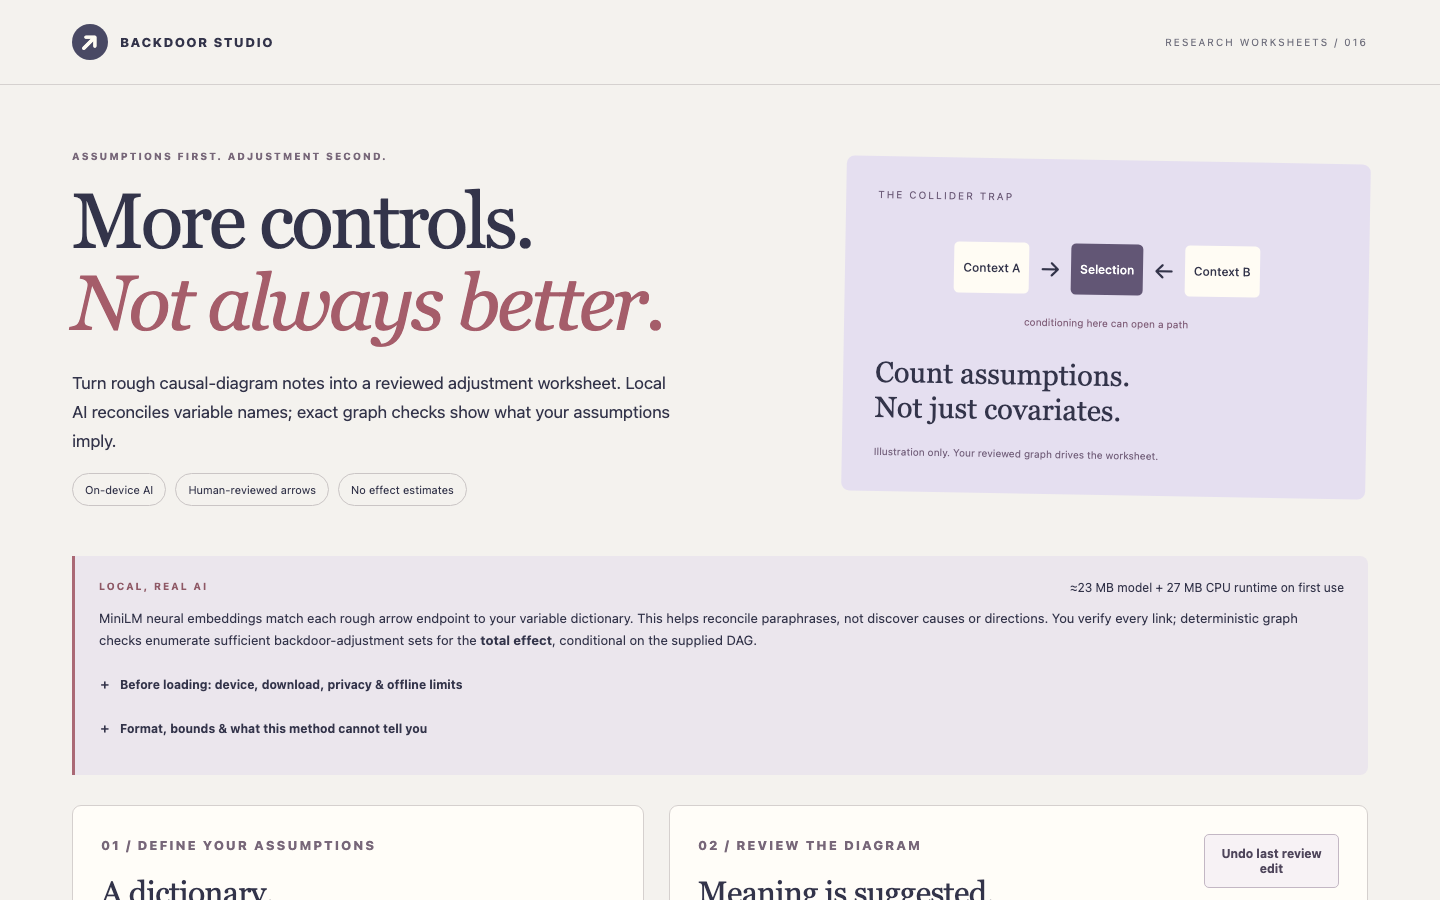 BACKDOOR STUDIO
RESEARCH WORKSHEETS / 016
ASSUMPTIONS FIRST. ADJUSTMENT SECOND.
More controls.
Not always better.
Turn rough causal-diagram notes into a reviewed adjustment worksheet. Local
AI reconciles variable names; exact graph checks show what your assumptions
imply.
On-device AI
Human-reviewed arrows
No effect estimates
THE COLLIDER TRAP
Context A → Selection ← Context B
conditioning here can open a path
Count assumptions.
Not just covariates.
Illustration only. Your reviewed graph drives the worksheet.
LOCAL, REAL AI
≈23 MB model + 27 MB CPU runtime on first use
MiniLM neural embeddings match each rough arrow endpoint to your variable dictionary. This helps reconcile paraphrases, not discover causes or directions. You verify every link; deterministic graph
checks enumerate sufficient backdoor-adjustment sets for the total effect, conditional on the supplied DAG.
+ Before loading: device, download, privacy & offline limits
+ Format, bounds & what this method cannot tell you
01 / DEFINE YOUR ASSUMPTIONS
A dictionary.
02 / REVIEW THE DIAGRAM
Undo last review
edit
Meaning is suggested.